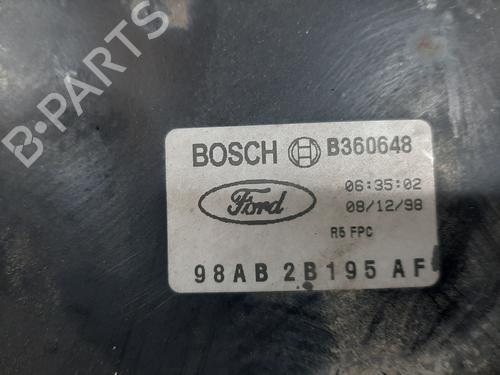 BOSCH B360648
06:35:02
Ford
08/12/98
R5 FPC
98AB 2B195 AF
B-PARTS